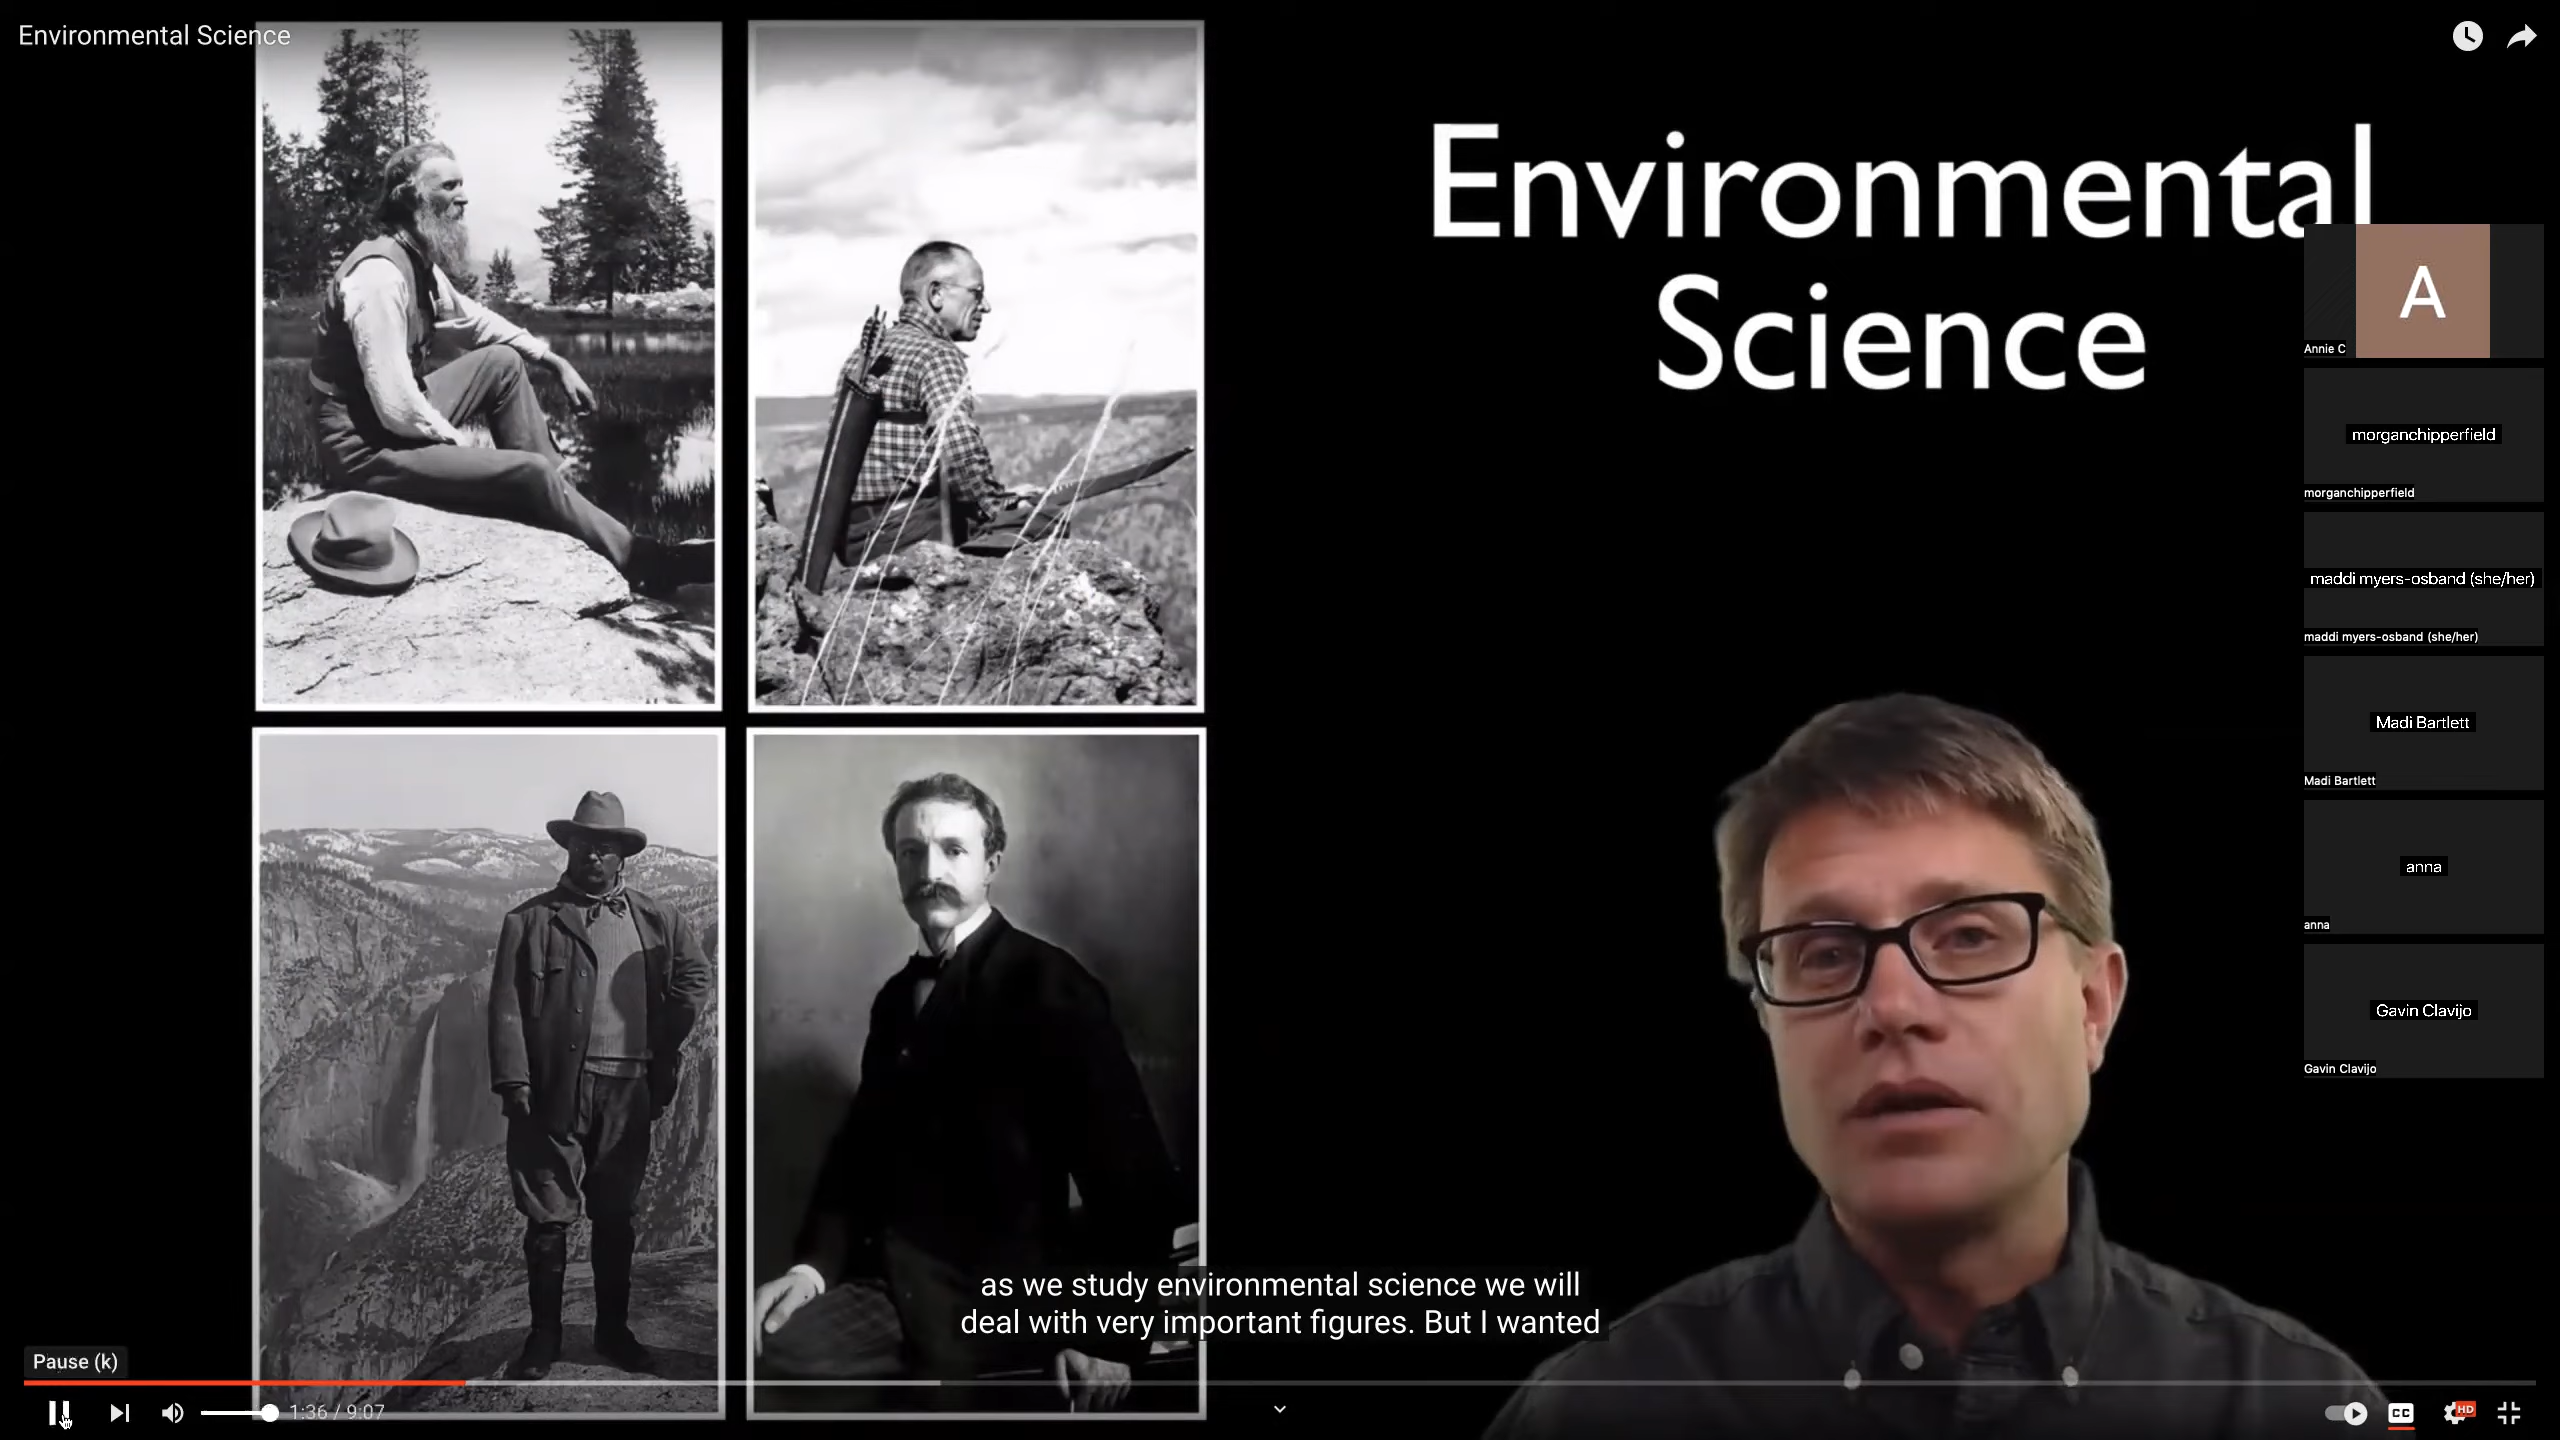 Environmental Science
Environmental
Science
A
Annie C
morganchipperfield
morganchipperfield
maddi myers-osband (she/her)
maddi myers-osband (she/her)
Madi Bartlett
Madi Bartlett
anna
anna
Gavin Clavijo
Gavin Clavijo
as we study environmental science we will
deal with very important figures. But I wanted
Pause (k)
1:36 / 9:07
CC
HD